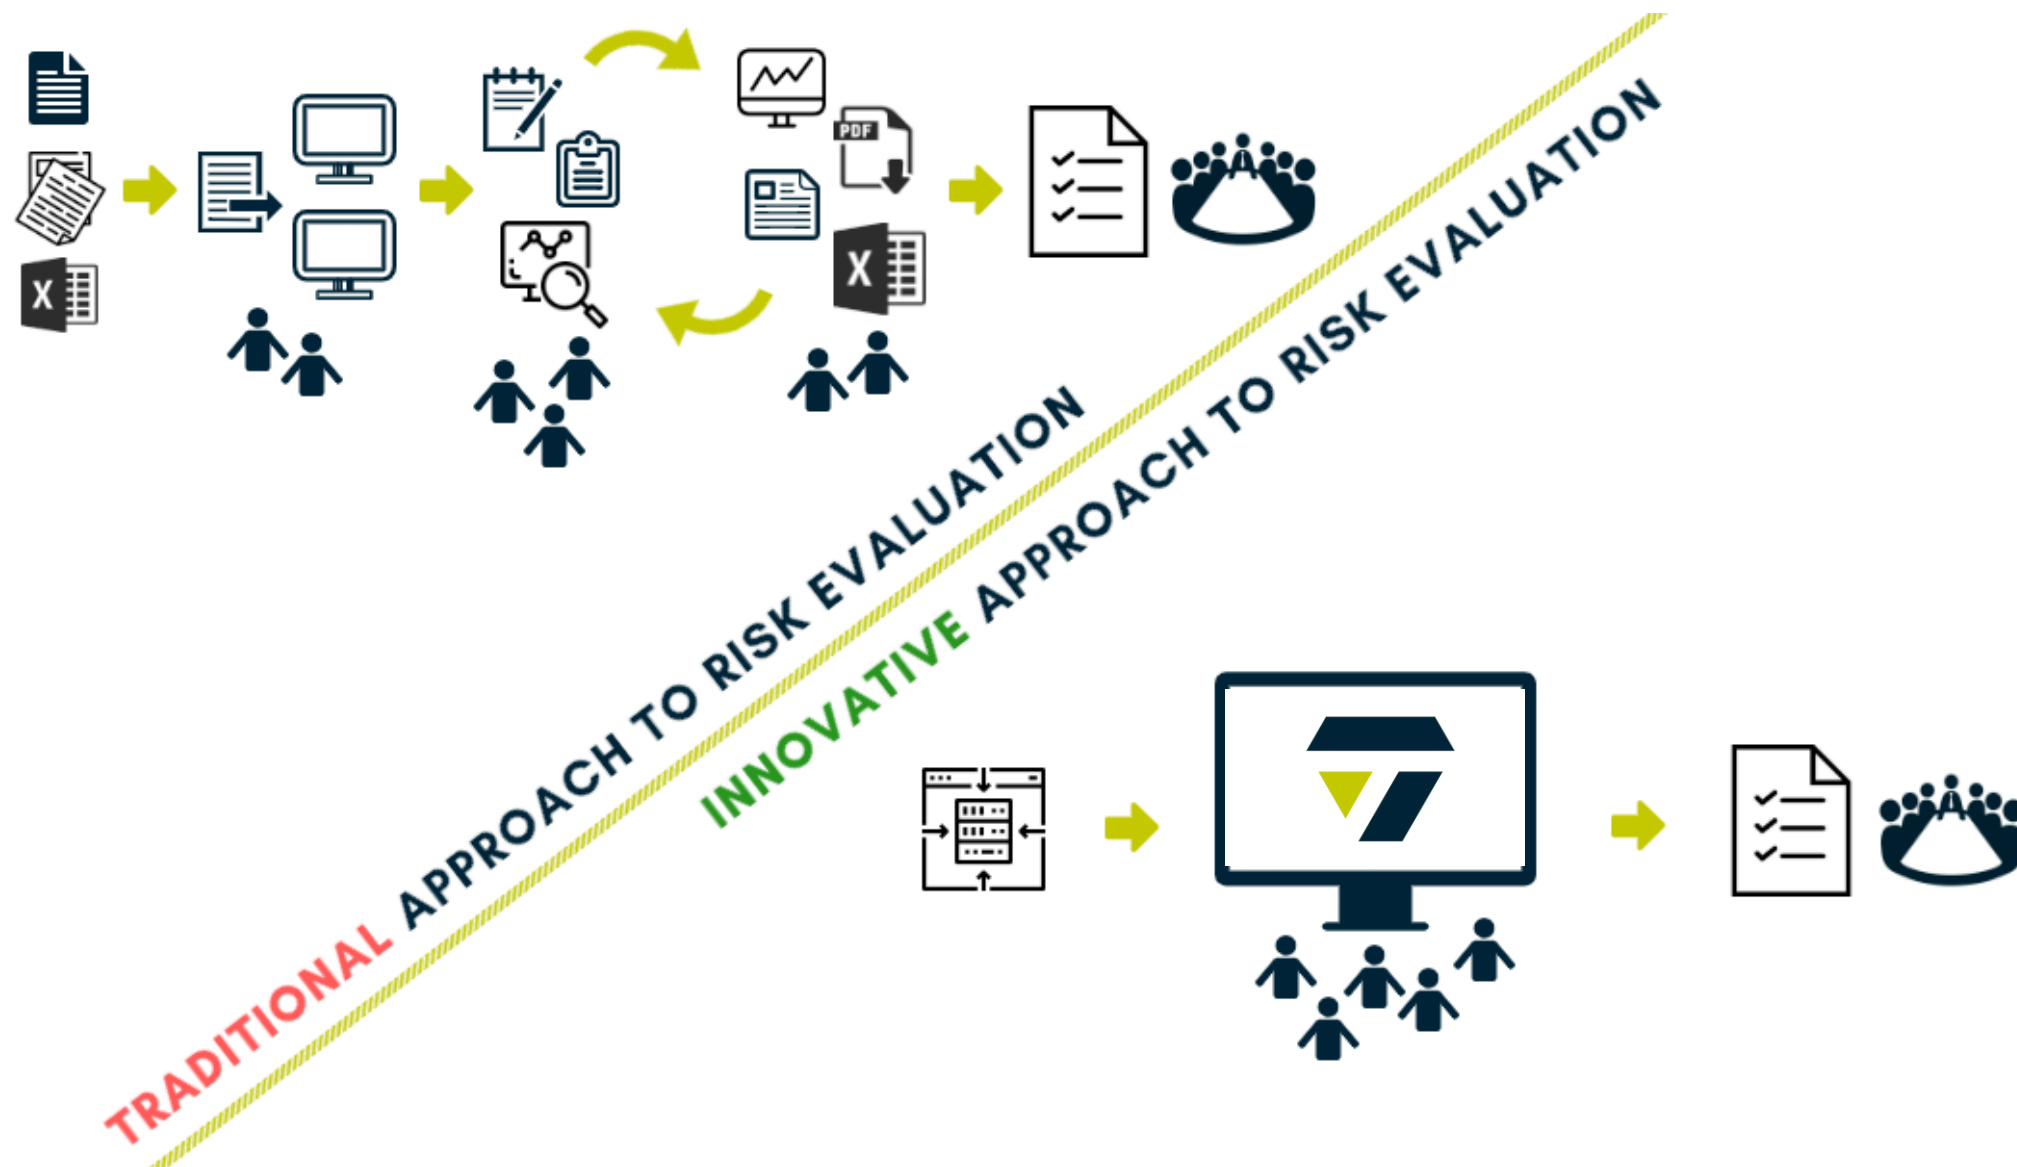 PDF
X
X
TRADITIONAL APPROACH TO RISK EVALUATION
INNOVATIVE APPROACH TO RISK EVALUATION